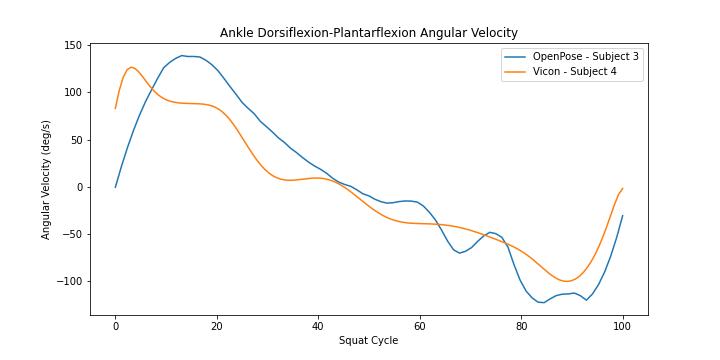 Ankle Dorsiflexion-Plantarflexion Angular Velocity
OpenPose - Subject 3
Vicon - Subject 4
Angular Velocity (deg/s)
150
100
50
0
−50
−100
0 20 40 60 80 100
Squat Cycle